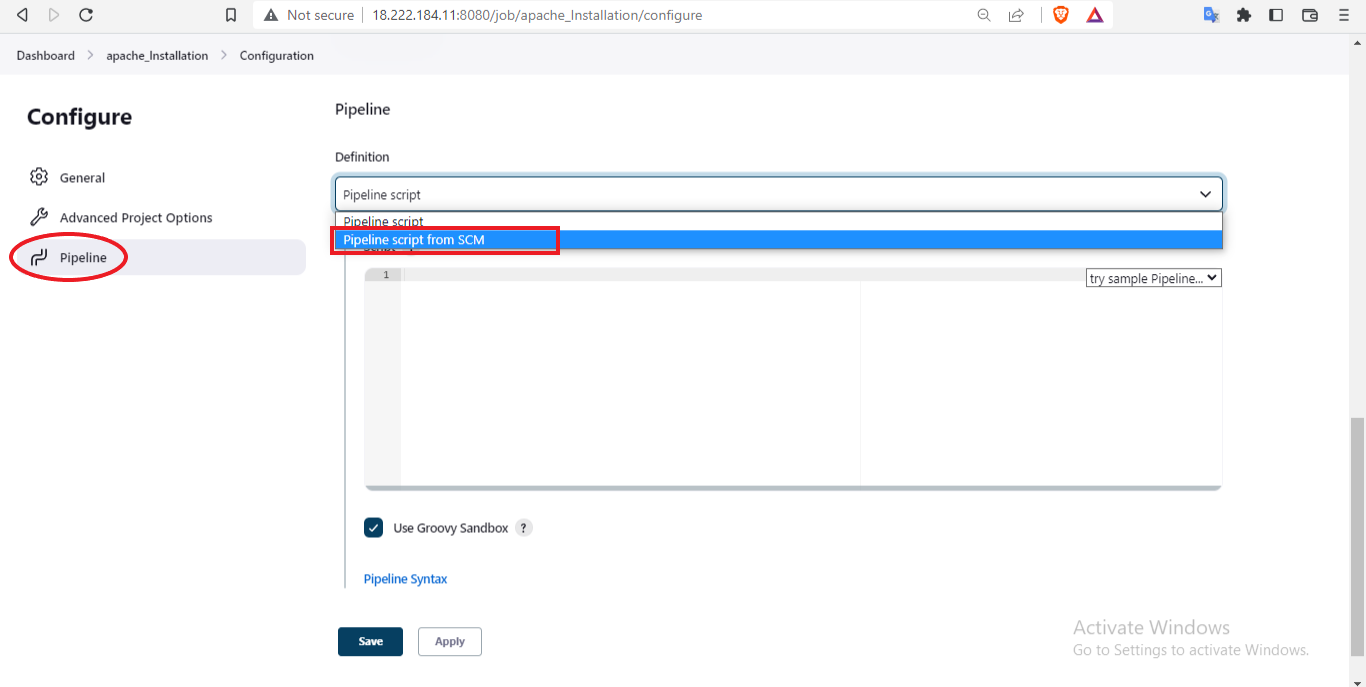 Not secure 18.222.184.11:8080/job/apache_Installation/configure
Dashboard > apache_Installation > Configuration
Configure
General
Advanced Project Options
Pipeline
Pipeline
Definition
Pipeline script
Pipeline script
Pipeline script from SCM
1
try sample Pipeline...
Use Groovy Sandbox ?
Pipeline Syntax
Save Apply
Activate Windows
Go to Settings to activate Windows.